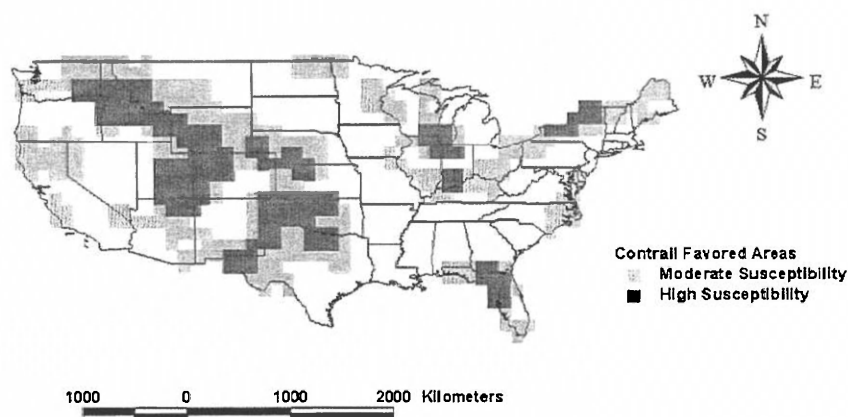 N
W E
S
Contrail Favored Areas
Moderate Susceptibility
High Susceptibility
1000 0 1000 2000 Kilometers